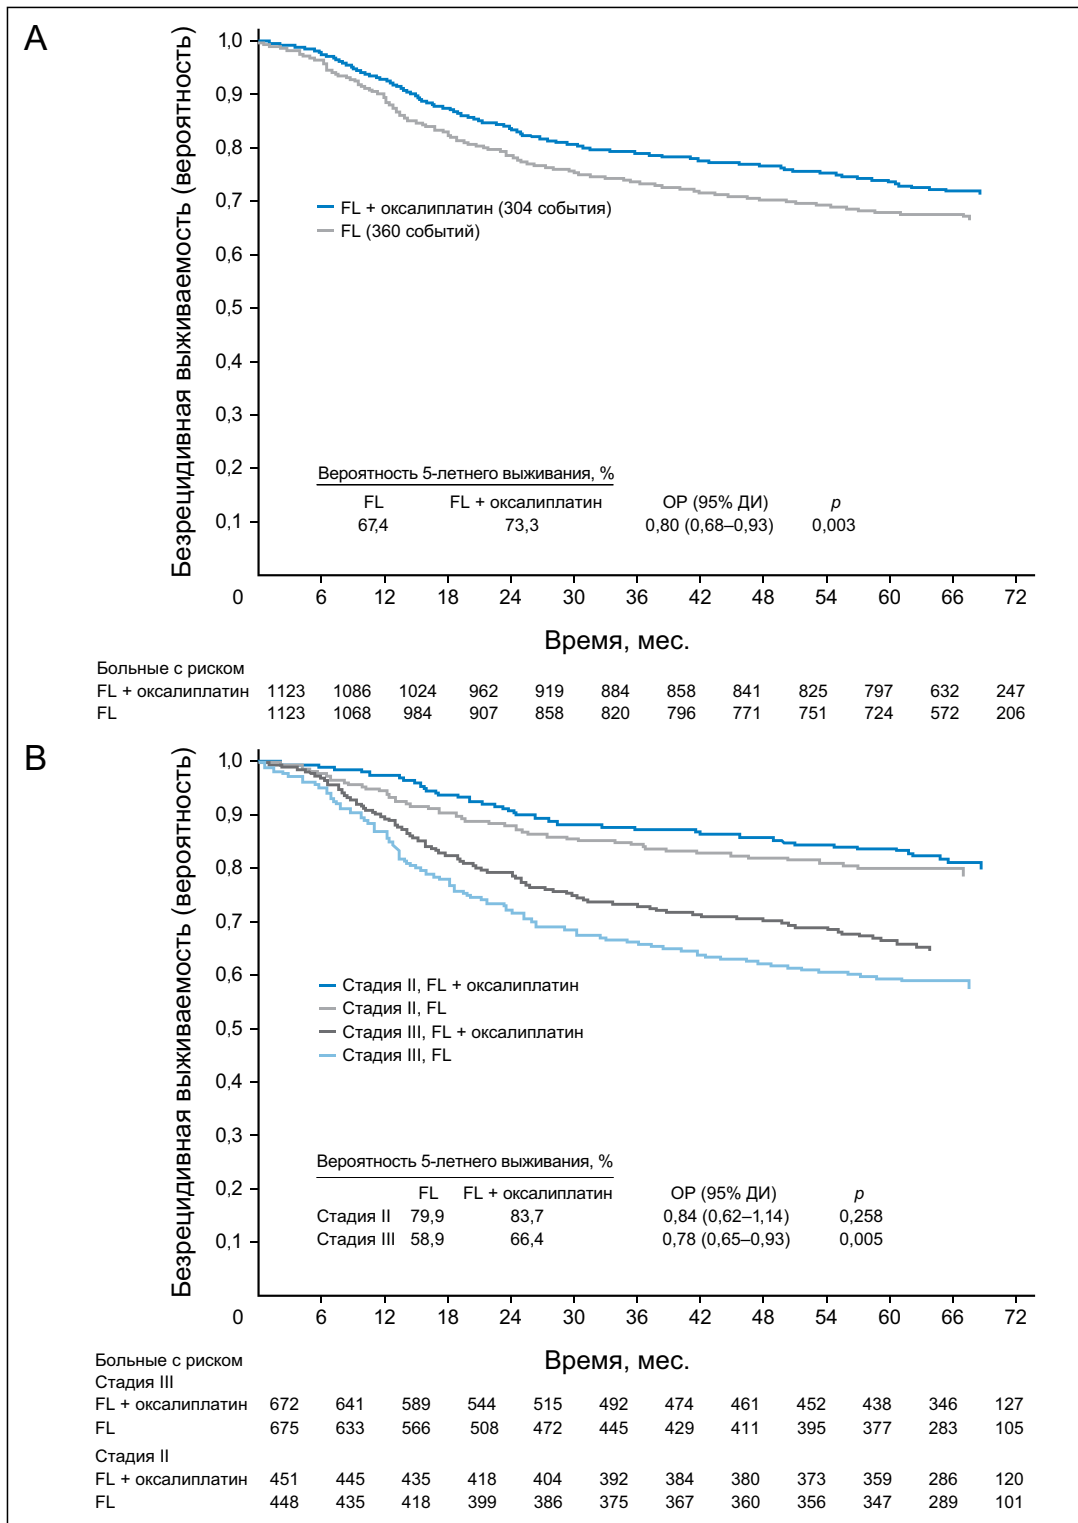 A
Безрецидивная выживаемость (вероятность)
1,0
0,9
0,8
0,7
0,6
0,5
0,4
0,3
0,2
0,1
FL + оксалиплатин (304 события)
FL (360 событий)
Вероятность 5-летнего выживания, %
FL FL + оксалиплатин ОР (95% ДИ) p
67,4 73,3 0,80 (0,68–0,93) 0,003
0 6 12 18 24 30 36 42 48 54 60 66 72
Время, мес.
Больные с риском
FL + оксалиплатин 1123 1086 1024 962 919 884 858 841 825 797 632 247
FL 1123 1068 984 907 858 820 796 771 751 724 572 206
B
Безрецидивная выживаемость (вероятность)
1,0
0,9
0,8
0,7
0,6
0,5
0,4
0,3
0,2
0,1
Стадия II, FL + оксалиплатин
Стадия II, FL
Стадия III, FL + оксалиплатин
Стадия III, FL
Вероятность 5-летнего выживания, %
FL FL + оксалиплатин ОР (95% ДИ) p
Стадия II 79,9 83,7 0,84 (0,62–1,14) 0,258
Стадия III 58,9 66,4 0,78 (0,65–0,93) 0,005
0 6 12 18 24 30 36 42 48 54 60 66 72
Время, мес.
Больные с риском
Стадия III
FL + оксалиплатин 672 641 589 544 515 492 474 461 452 438 346 127
FL 675 633 566 508 472 445 429 411 395 377 283 105
Стадия II
FL + оксалиплатин 451 445 435 418 404 392 384 380 373 359 286 120
FL 448 435 418 399 386 375 367 360 356 347 289 101